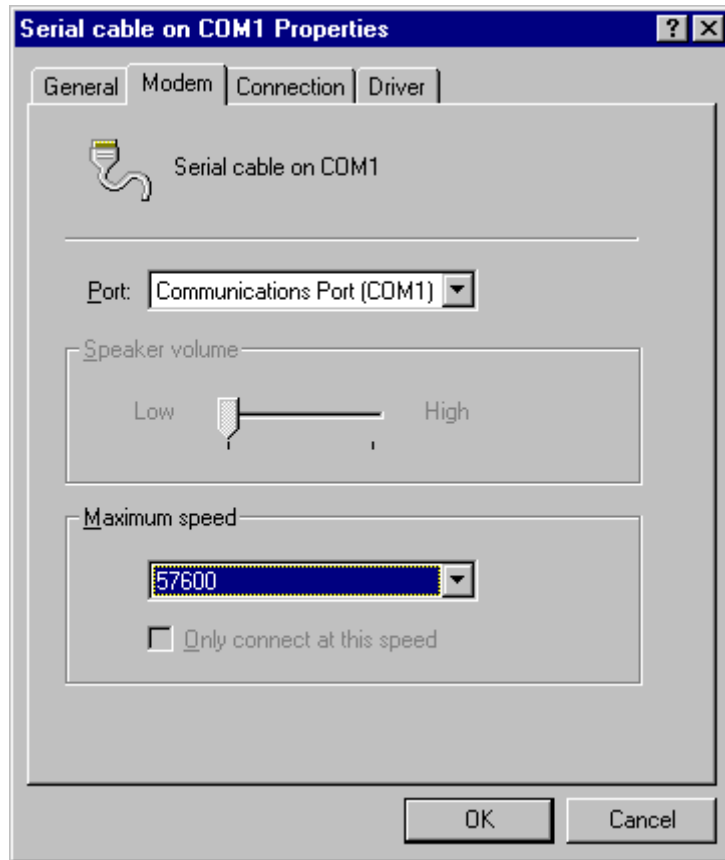 Serial cable on COM1 Properties
General Modem Connection Driver
Serial cable on COM1
Port: Communications Port (COM1)
Speaker volume
Low High
Maximum speed
57600
Only connect at this speed
OK Cancel